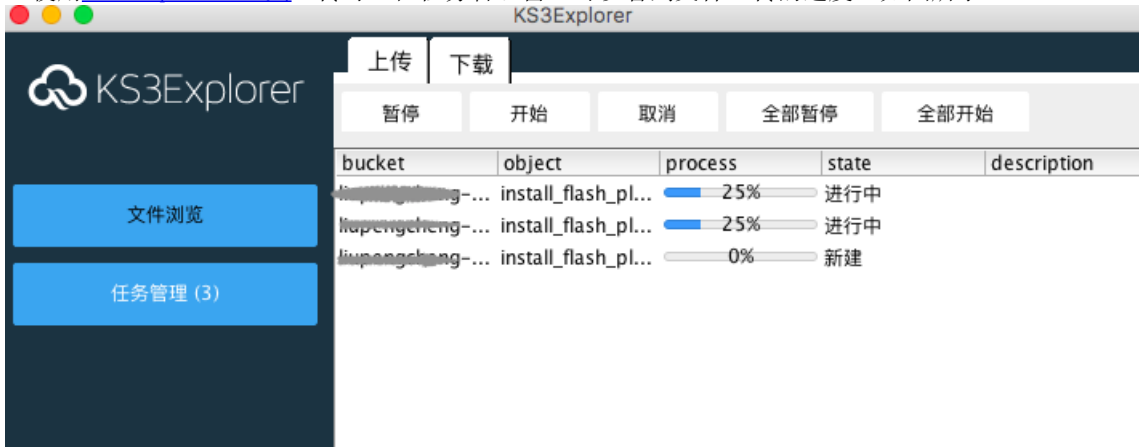 KS3Explorer
KS3Explorer
上传 下载
暂停 开始 取消 全部暂停 全部开始
bucket object process state description
install_flash_pl... 25% 进行中
install_flash_pl... 25% 进行中
install_flash_pl... 0% 新建
文件浏览
任务管理 (3)